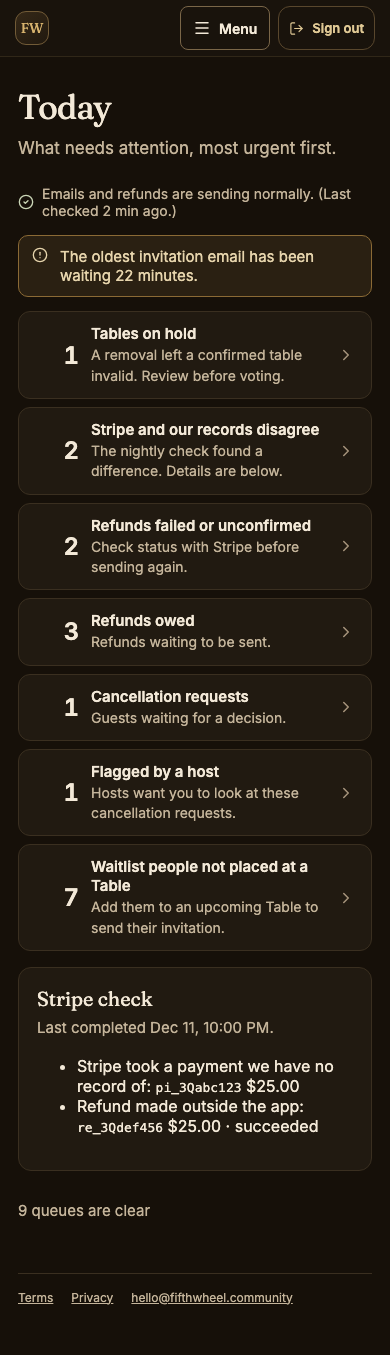 FW
Menu
Sign out
Today
What needs attention, most urgent first.
Emails and refunds are sending normally. (Last
checked 2 min ago.)
The oldest invitation email has been
waiting 22 minutes.
1
Tables on hold
A removal left a confirmed table
invalid. Review before voting.
2
Stripe and our records disagree
The nightly check found a
difference. Details are below.
2
Refunds failed or unconfirmed
Check status with Stripe before
sending again.
3
Refunds owed
Refunds waiting to be sent.
1
Cancellation requests
Guests waiting for a decision.
1
Flagged by a host
Hosts want you to look at these
cancellation requests.
7
Waitlist people not placed at a
Table
Add them to an upcoming Table to
send their invitation.
Stripe check
Last completed Dec 11, 10:00 PM.
• Stripe took a payment we have no
record of: pi_3Qabc123 $25.00
• Refund made outside the app:
re_3Qdef456 $25.00 · succeeded
9 queues are clear
Terms Privacy hello@fifthwheel.community